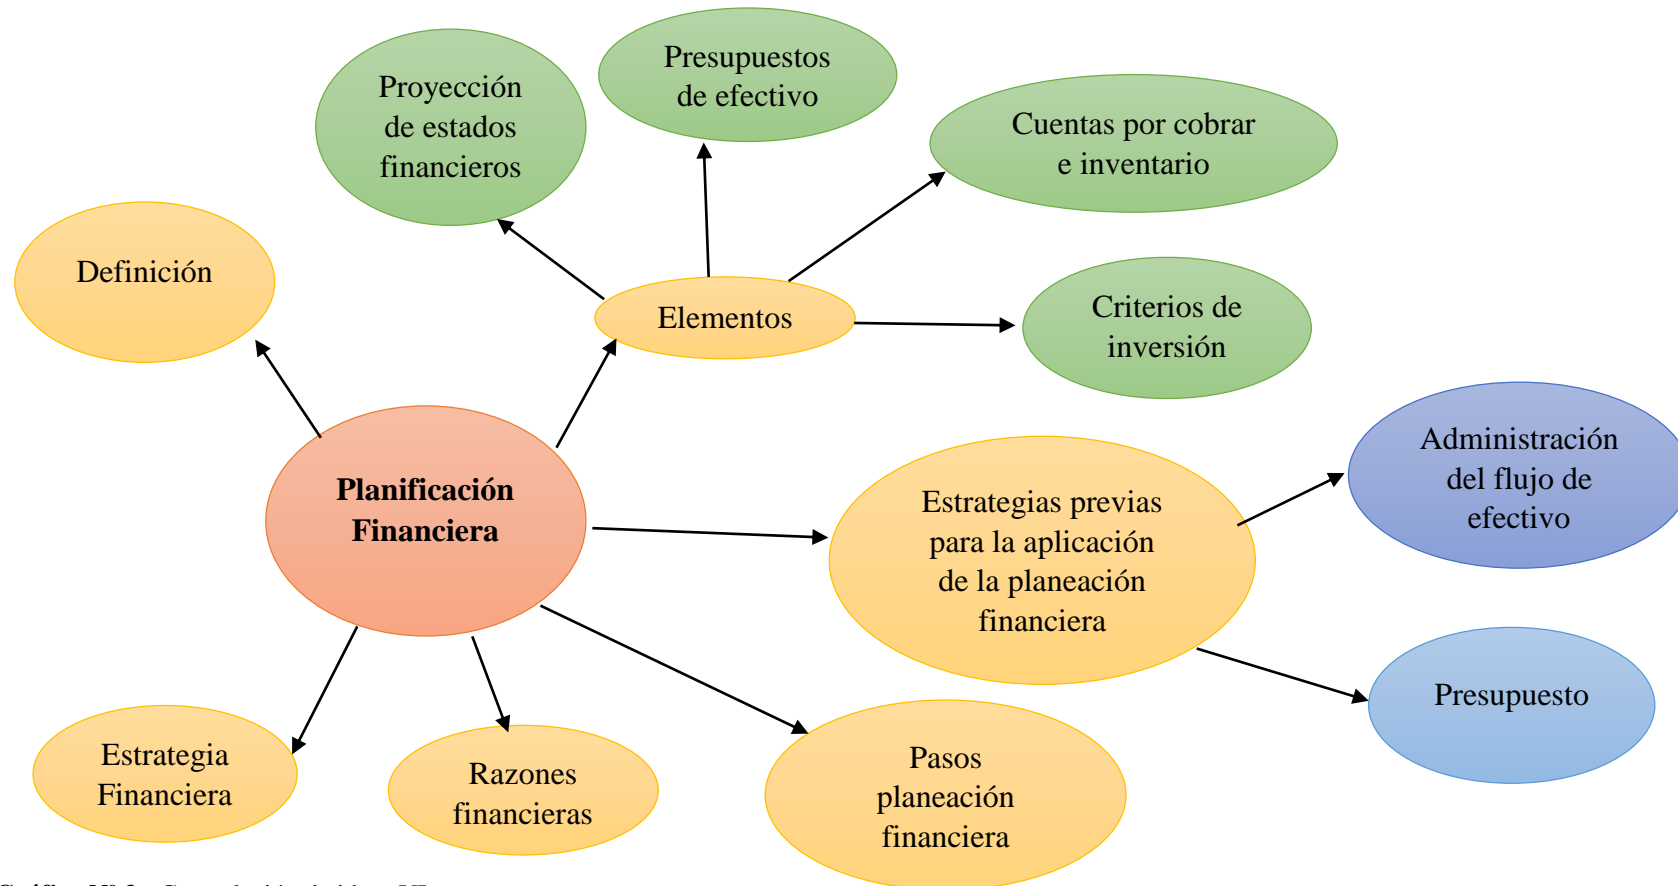 Proyección
de estados
financieros
Presupuestos
de efectivo
Cuentas por cobrar
e inventario
Definición
Elementos
Criterios de
inversión
Planificación
Financiera
Estrategias previas
para la aplicación
de la planeación
financiera
Administración
del flujo de
efectivo
Presupuesto
Estrategia
Financiera
Razones
financieras
Pasos
planeación
financiera